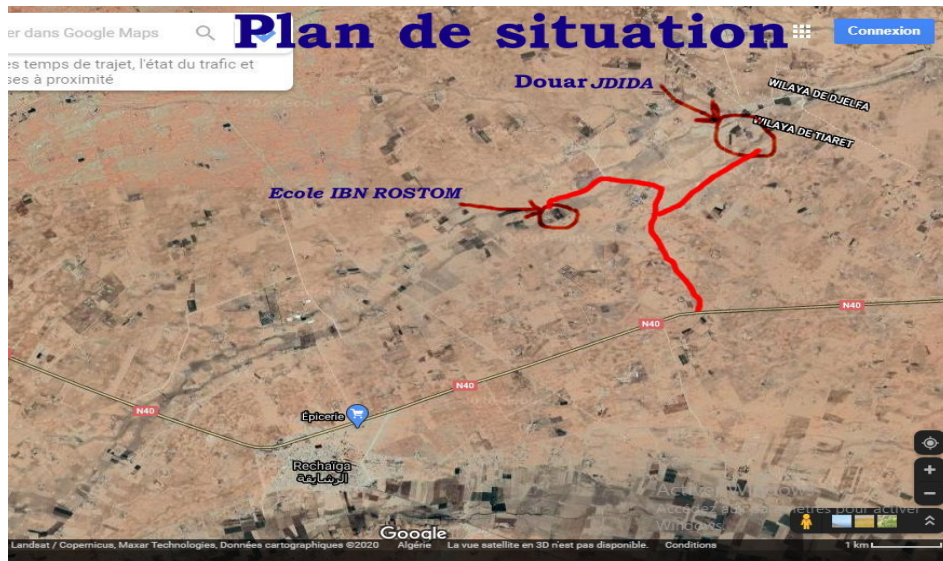 er dans Google Maps
Plan de situation
Connexion
es temps de trajet, l'état du trafic et
ses à proximité
Douar JDIDA
WILAYA DE DJELFA
WILAYA DE TIARET
Ecole IBN ROSTOM
N40
N40
N40
N40
Épicerie
Rechaïga
الرشايقة
Windows
Google
Landsat / Copernicus, Maxar Technologies, Données cartographiques ©2020 Algérie La vue satellite en 3D n'est pas disponible. Conditions 1 km